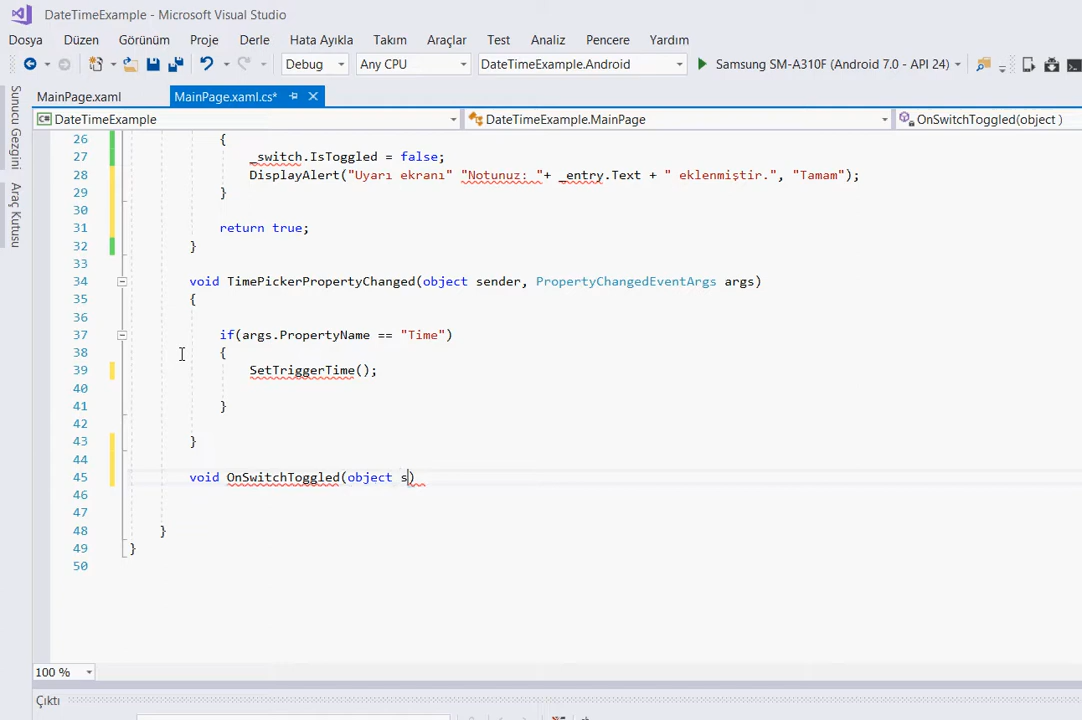 DateTimeExample - Microsoft Visual Studio
Dosya Düzen Görünüm Proje Derle Hata Ayıkla Takım Araçlar Test Analiz Pencere Yardım
Debug Any CPU DateTimeExample.Android Samsung SM-A310F (Android 7.0 - API 24)
Sunucu Gezgini
Araç Kutusu
MainPage.xaml MainPage.xaml.cs*
DateTimeExample DateTimeExample.MainPage OnSwitchToggled(object )
26 {
27 _switch.IsToggled = false;
28 DisplayAlert("Uyarı ekranı" "Notunuz: "+ _entry.Text + " eklenmiştir.", "Tamam");
29 }
30
31 return true;
32 }
33
34 void TimePickerPropertyChanged(object sender, PropertyChangedEventArgs args)
35 {
36
37 if(args.PropertyName == "Time")
38 {
39 SetTriggerTime();
40
41 }
42
43 }
44
45 void OnSwitchToggled(object s)
46
47
48 }
49 }
50
100 %
Çıktı